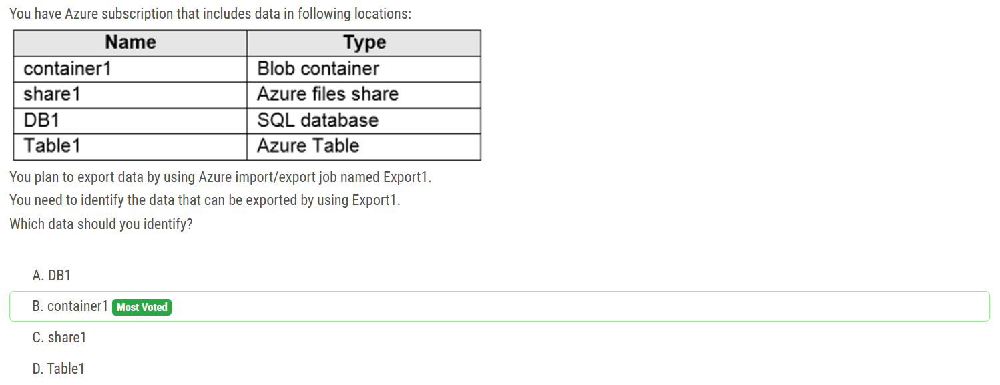 You have Azure subscription that includes data in following locations:
Name Type
container1 Blob container
share1 Azure files share
DB1 SQL database
Table1 Azure Table
You plan to export data by using Azure import/export job named Export1.
You need to identify the data that can be exported by using Export1.
Which data should you identify?
A. DB1
B. container1 Most Voted
C. share1
D. Table1